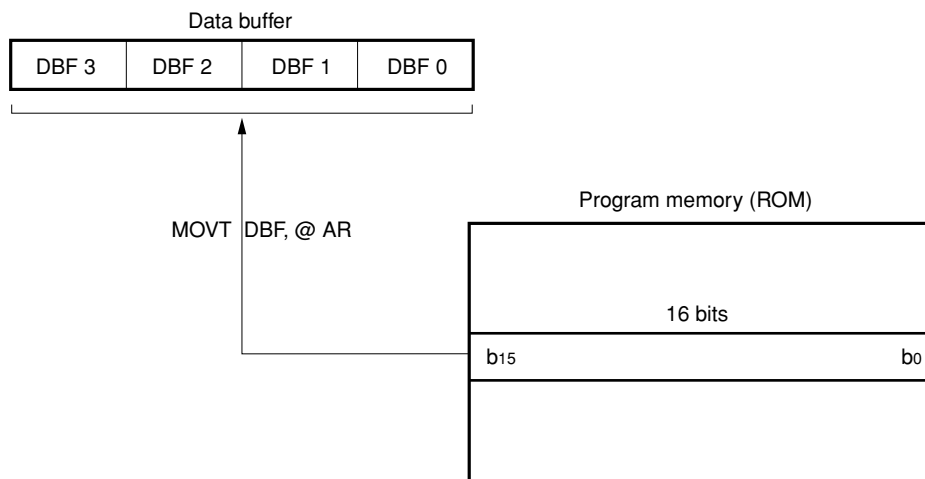 Data buffer
DBF 3 DBF 2 DBF 1 DBF 0
Program memory (ROM)
MOVT DBF, @ AR
16 bits
b15 b0